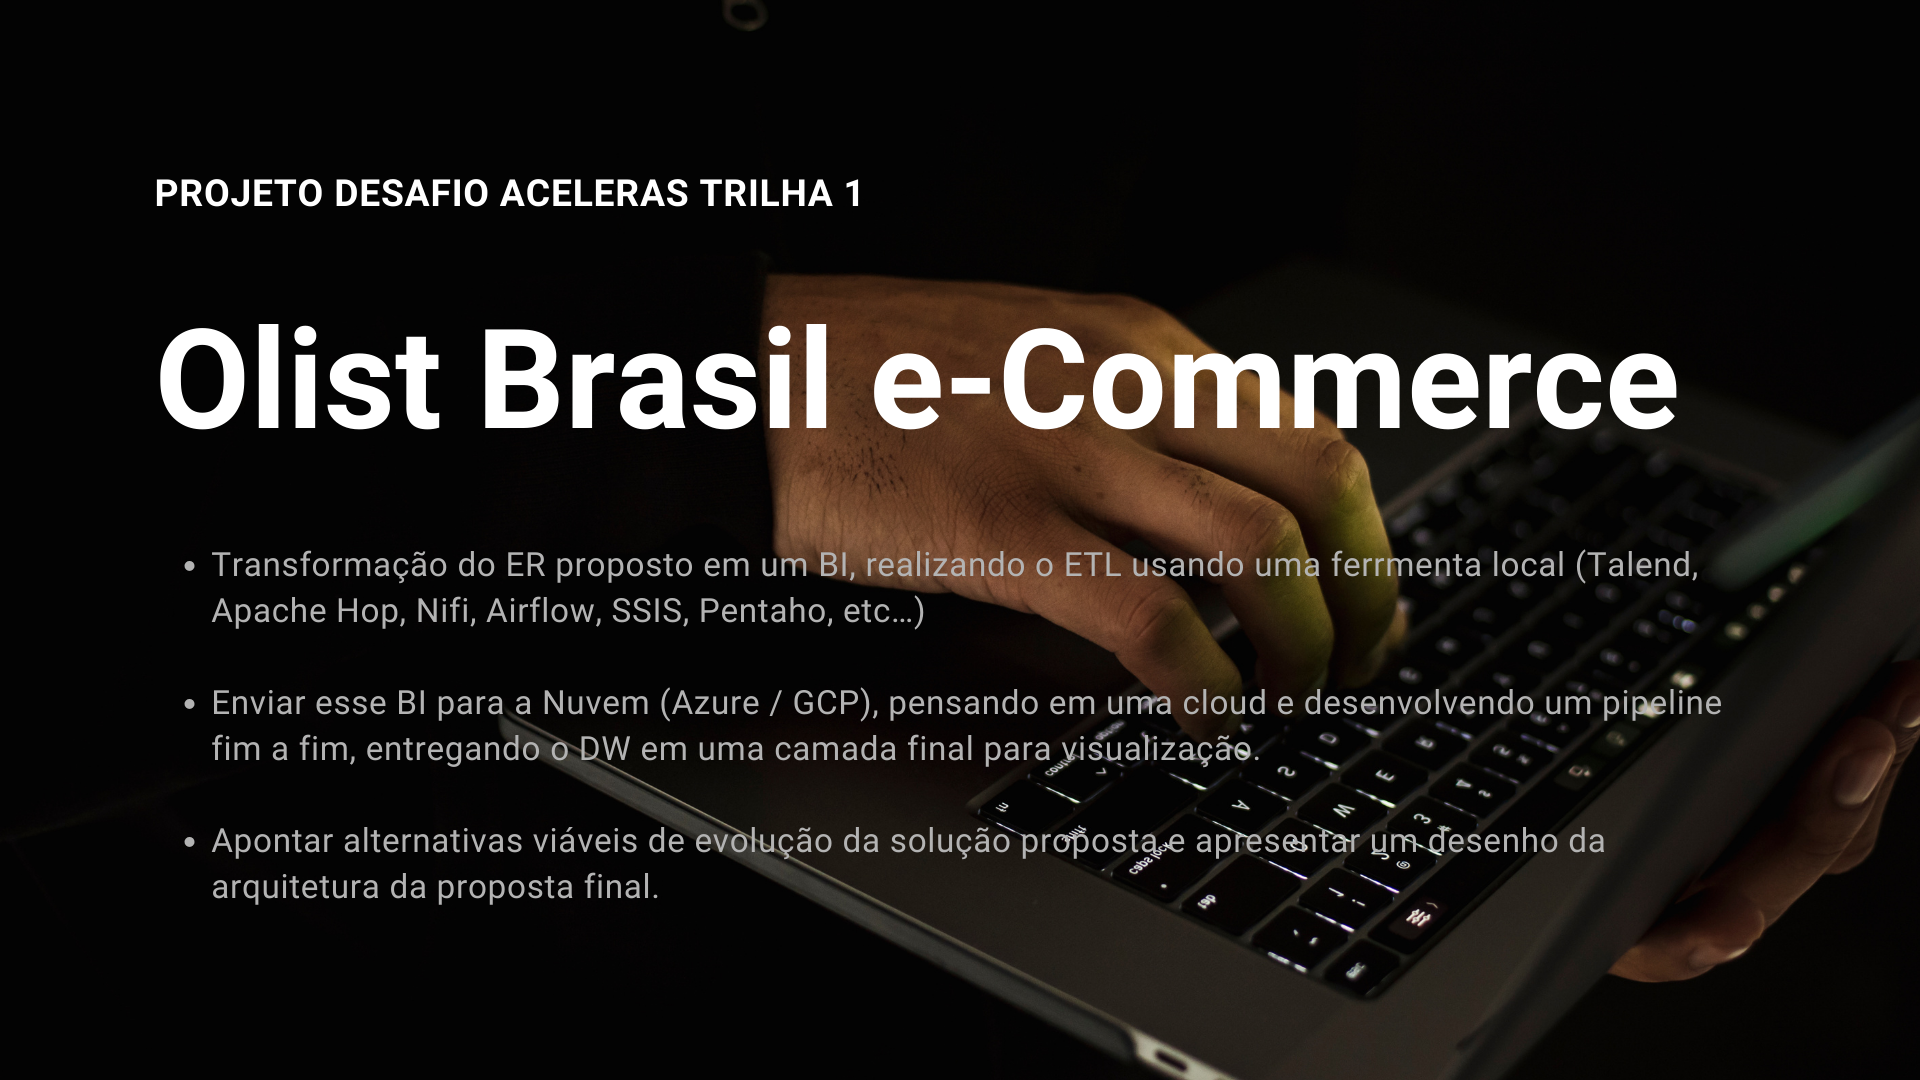 PROJETO DESAFIO ACELERAS TRILHA 1
Olist Brasil e-Commerce
• Transformação do ER proposto em um BI, realizando o ETL usando uma ferrmenta local (Talend,
Apache Hop, Nifi, Airflow, SSIS, Pentaho, etc...)
• Enviar esse BI para a Nuvem (Azure / GCP), pensando em uma cloud e desenvolvendo um pipeline
fim a fim, entregando o DW em uma camada final para visualização.
• Apontar alternativas viáveis de evolução da solução proposta e apresentar um desenho da
arquitetura da proposta final.